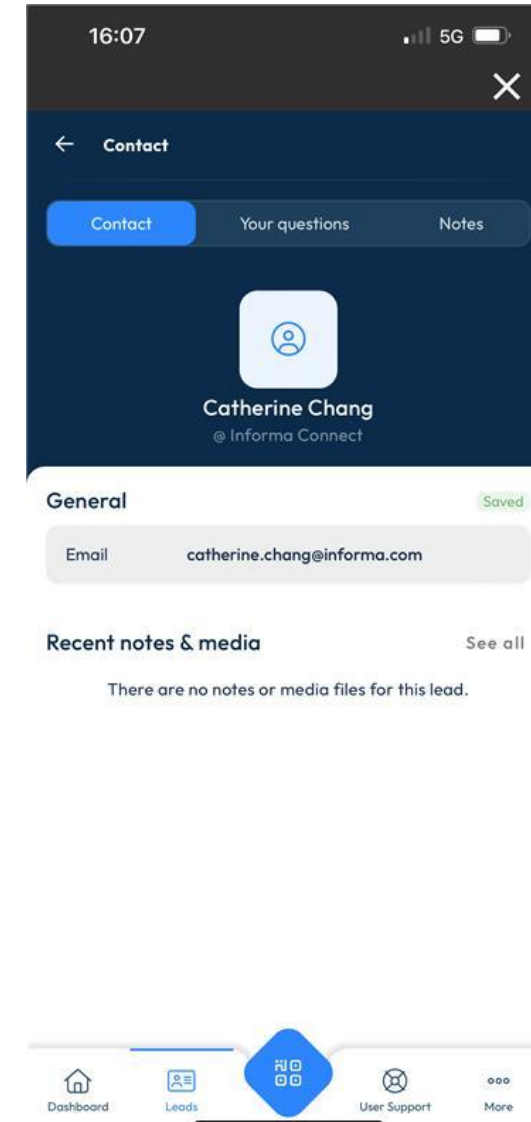 16:07 5G
Contact
Contact Your questions Notes
Catherine Chang
@ Informa Connect
General Saved
Email catherine.chang@informa.com
Recent notes & media See all
There are no notes or media files for this lead.
Dashboard Leads User Support More